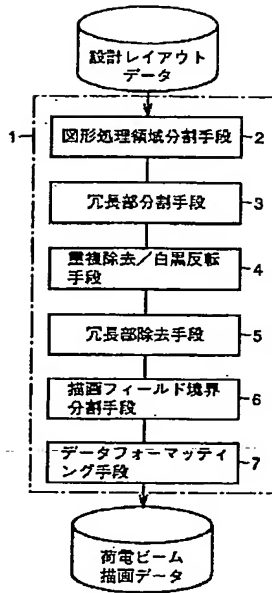 設計レイアウト
データ
1
図形処理領域分割手段
2
冗長部分割手段
3
重複除去/白黒反転
手段
4
冗長部除去手段
5
描画フィールド境界
分割手段
6
データフォーマッティ
ング手段
7
荷電ビーム
描画データ